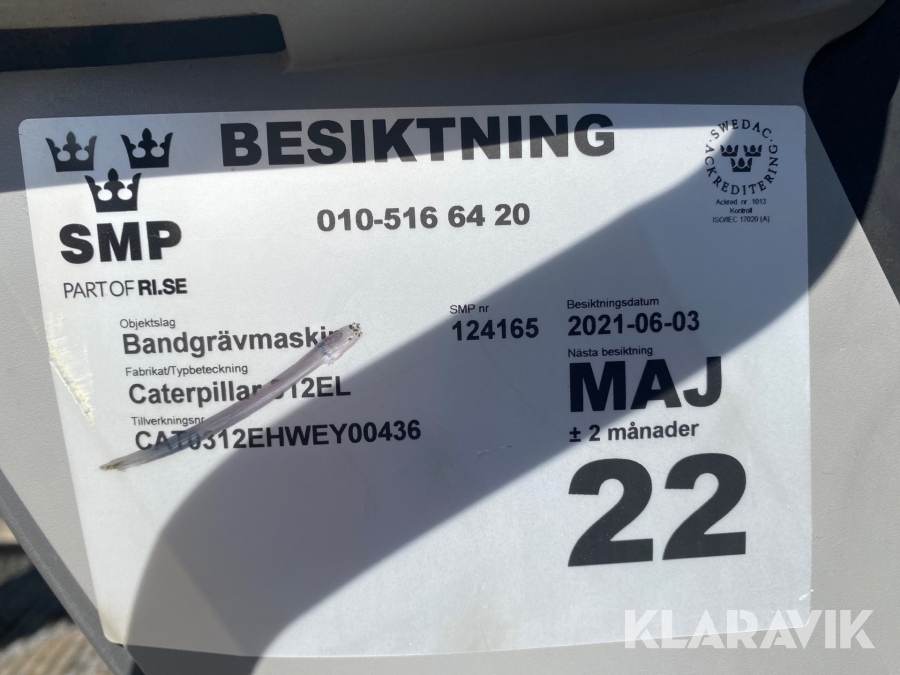 BESIKTNING
SWEDAC
ACKREDITERING
Ackred nr 1013
Kontroll
ISO/IEC 17020 (A)
010-516 64 20
SMP
PART OF RI.SE
Objektslag
Bandgrävmaskin
SMP nr
124165
Besiktningsdatum
2021-06-03
Fabrikat/Typbeteckning
Caterpillar 312EL
Nästa besiktning
MAJ
± 2 månader
22
Tillverkningsnr
CAT0312EHWEY00436
KLARAVIK